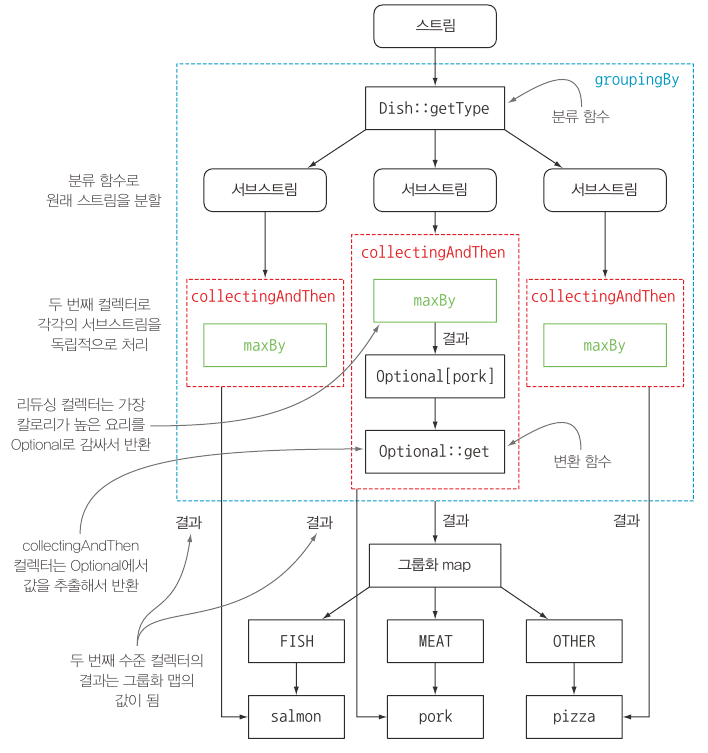 스트림
groupingBy
Dish::getType
분류 함수
분류 함수로
원래 스트림을 분할
서브스트림
서브스트림
서브스트림
collectingAndThen
collectingAndThen
collectingAndThen
두 번째 컬렉터로
각각의 서브스트림을
독립적으로 처리
maxBy
maxBy
maxBy
결과
Optional[pork]
리듀싱 컬렉터는 가장
칼로리가 높은 요리를
Optional로 감싸서 반환
Optional::get
변환 함수
결과
결과
결과
결과
collectingAndThen
컬렉터는 Optional에서
값을 추출해서 반환
그룹화 map
FISH
MEAT
OTHER
두 번째 수준 컬렉터의
결과는 그룹화 맵의
값이 됨
salmon
pork
pizza